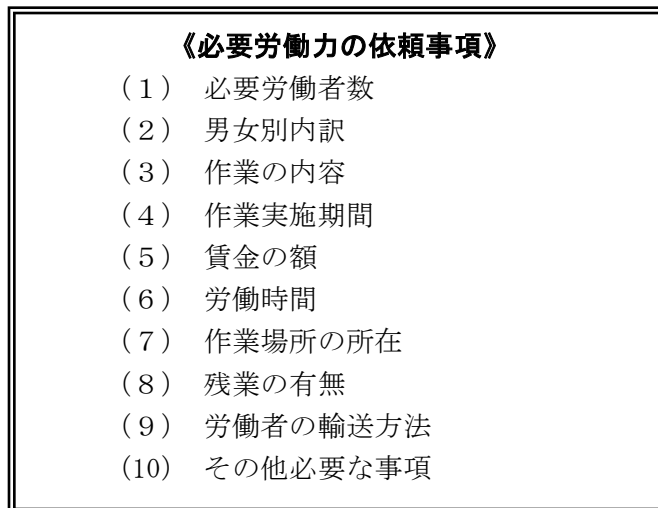 《必要労働力の依頼事項》
（１） 必要労働者数
（２） 男女別内訳
（３） 作業の内容
（４） 作業実施期間
（５） 賃金の額
（６） 労働時間
（７） 作業場所の所在
（８） 残業の有無
（９） 労働者の輸送方法
(10) その他必要な事項